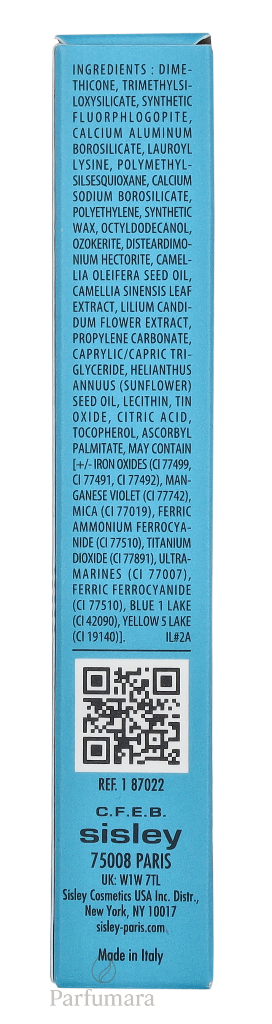 INGREDIENTS : DIME-
THICONE, TRIMETHYLSI-
LOXYSILICATE, SYNTHETIC
FLUORPHLOGOPITE,
CALCIUM ALUMINUM
BOROSILICATE, LAUROYL
LYSINE, POLYMETHYL-
SILSESQUIOXANE, CALCIUM
SODIUM BOROSILICATE,
POLYETHYLENE, SYNTHETIC
WAX, OCTYLDODECANOL,
OZOKERITE, DISTEARDIMO-
NIUM HECTORITE, CAMEL-
LIA OLEIFERA SEED OIL,
CAMELLIA SINENSIS LEAF
EXTRACT, LILIUM CANDI-
DUM FLOWER EXTRACT,
PROPYLENE CARBONATE,
CAPRYLIC/CAPRIC TRI-
GLYCERIDE, HELIANTHUS
ANNUUS (SUNFLOWER)
SEED OIL, LECITHIN, TIN
OXIDE, CITRIC ACID,
TOCOPHEROL, ASCORBYL
PALMITATE, MAY CONTAIN
[+/- IRON OXIDES (CI 77499,
CI 77491, CI 77492), MAN-
GANESE VIOLET (CI 77742),
MICA (CI 77019), FERRIC
AMMONIUM FERROCYA-
NIDE (CI 77510), TITANIUM
DIOXIDE (CI 77891), ULTRA-
MARINES (CI 77007),
FERRIC FERROCYANIDE
(CI 77510), BLUE 1 LAKE
(CI 42090), YELLOW 5 LAKE
(CI 19140)]. IL#2A
REF. 1 87022
C.F.E.B.
sisley
75008 PARIS
UK: W1W 7TL
Sisley Cosmetics USA Inc. Distr.,
New York, NY 10017
sisley-paris.com
Made in Italy
Parfumara